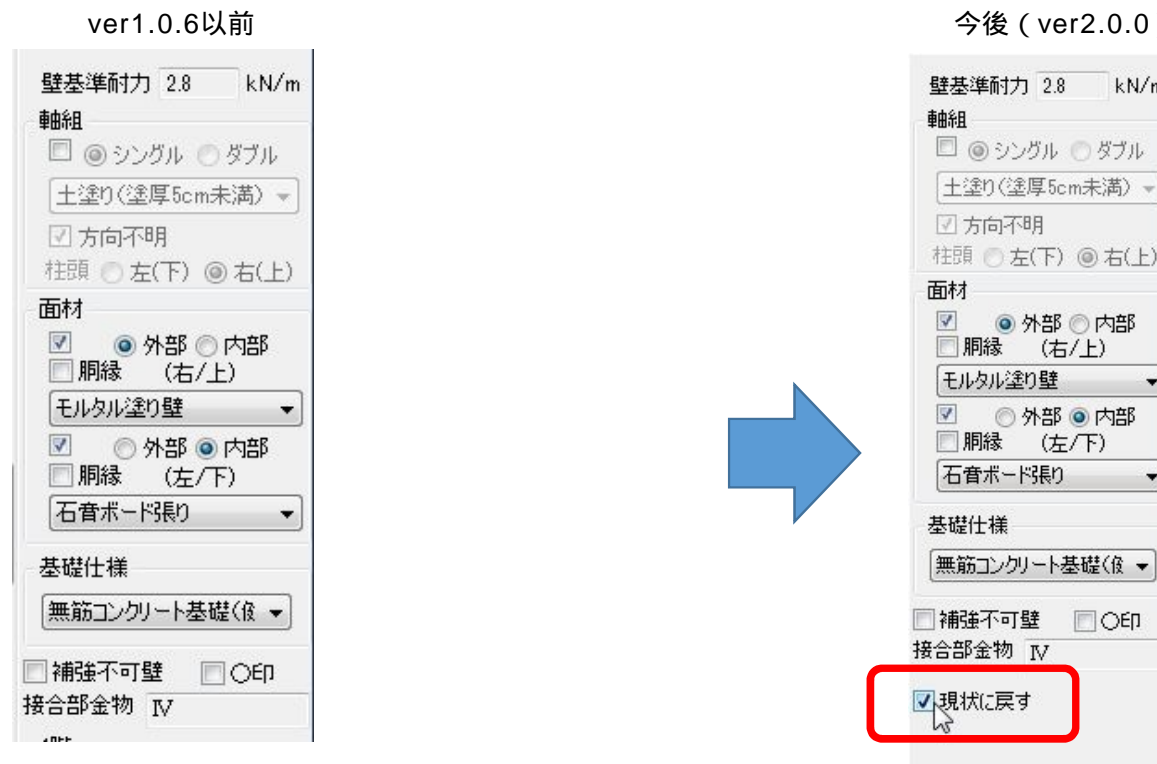 ver1.0.6以前
壁基準耐力 2.8 kN/m
軸組
シングル ダブル
土塗り(塗厚5cm未満)
方向不明
柱頭 左(下) 右(上)
面材
外部 内部
胴縁 (右/上)
モルタル塗り壁
外部 内部
胴縁 (左/下)
石膏ボード張り
基礎仕様
無筋コンクリート基礎(
補強不可壁 〇印
接合部金物 Ⅳ
今後(ver2.0.0
壁基準耐力 2.8 kN/
軸組
シングル ダブル
土塗り(塗厚5cm未満)
方向不明
柱頭 左(下) 右(上)
面材
外部 内部
胴縁 (右/上)
モルタル塗り壁
外部 内部
胴縁 (左/下)
石膏ボード張り
基礎仕様
無筋コンクリート基礎(
補強不可壁 〇印
接合部金物 Ⅳ
現状に戻す